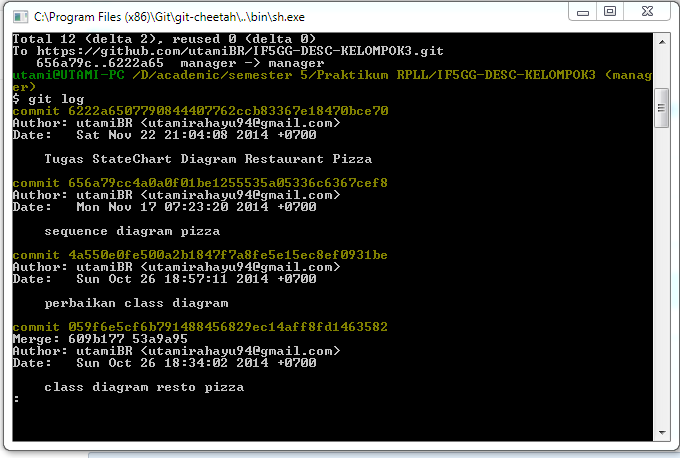 C:\Program Files (x86)\Git\git-cheetah\..\bin\sh.exe
Total 12 (delta 2), reused 0 (delta 0)
To https://github.com/utamiBR/IF5GG-DESC-KELOMPOK3.git
   656a79c..6222a65  manager -> manager
utami@UTAMI-PC /D/academic/semester 5/Praktikum RPLL/IF5GG-DESC-KELOMPOK3 (manag
er)
$ git log
commit 6222a6507790844407762ccb83367e18470bce70
Author: utamiBR <utamirahayu94@gmail.com>
Date:   Sat Nov 22 21:04:08 2014 +0700
    Tugas StateChart Diagram Restaurant Pizza
commit 656a79cc4a0a0f01be1255535a05336c6367cef8
Author: utamiBR <utamirahayu94@gmail.com>
Date:   Mon Nov 17 07:23:20 2014 +0700
    sequence diagram pizza
commit 4a550e0fe500a2b1847f7a8fe5e15ec8ef0931be
Author: utamiBR <utamirahayu94@gmail.com>
Date:   Sun Oct 26 18:57:11 2014 +0700
    perbaikan class diagram
commit 059f6e5cf6b791488456829ec14aff8fd1463582
Merge: 609b177 53a9a95
Author: utamiBR <utamirahayu94@gmail.com>
Date:   Sun Oct 26 18:34:02 2014 +0700
    class diagram resto pizza
: